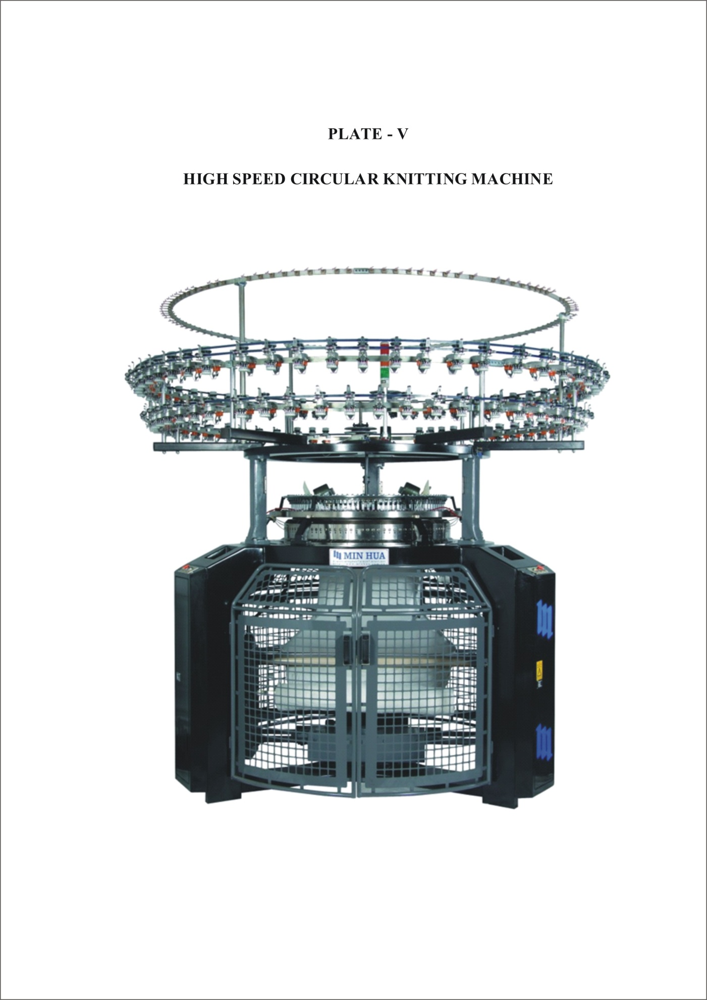 PLATE - V
HIGH SPEED CIRCULAR KNITTING MACHINE
MIN HUA